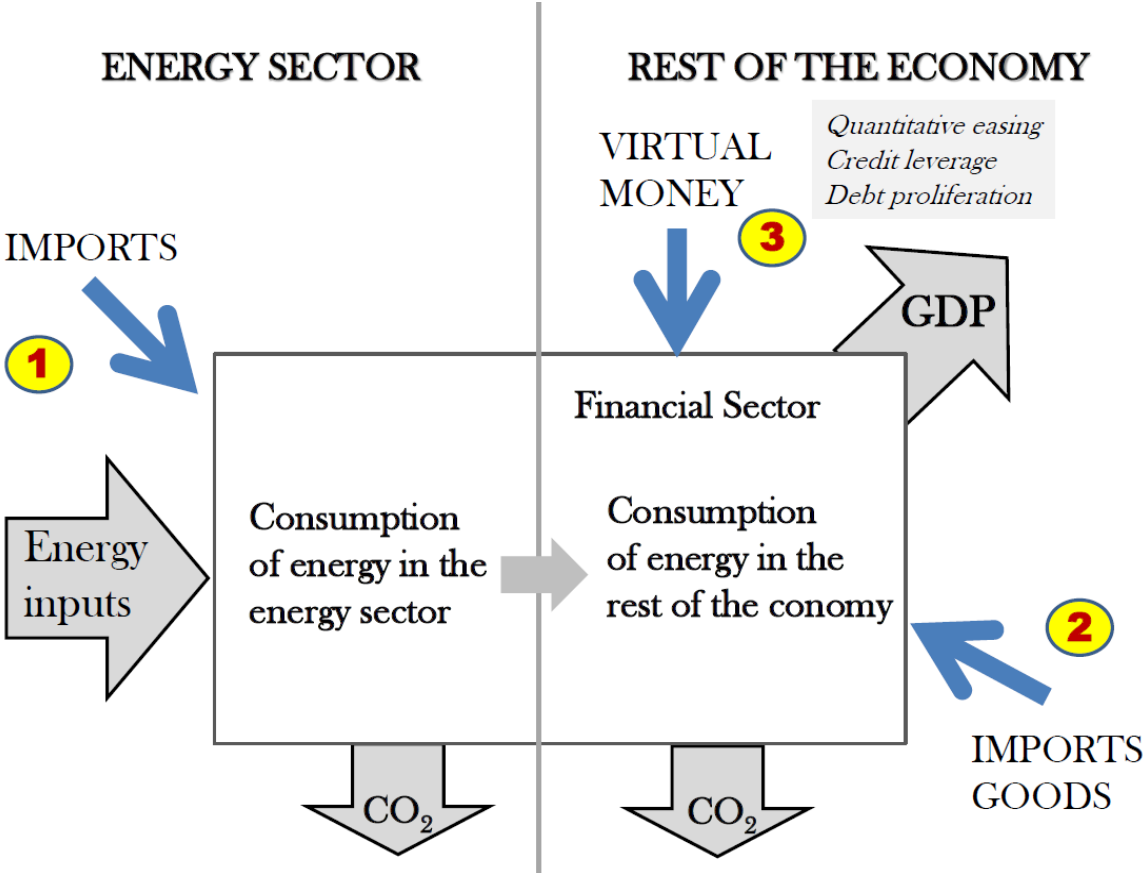 ENERGY SECTOR
REST OF THE ECONOMY
Quantitative easing
Credit leverage
Debt proliferation
VIRTUAL
MONEY
3
IMPORTS
1
GDP
Financial Sector
Energy
inputs
Consumption
of energy in the
energy sector
Consumption
of energy in the
rest of the conomy
2
IMPORTS
GOODS
CO₂
CO₂